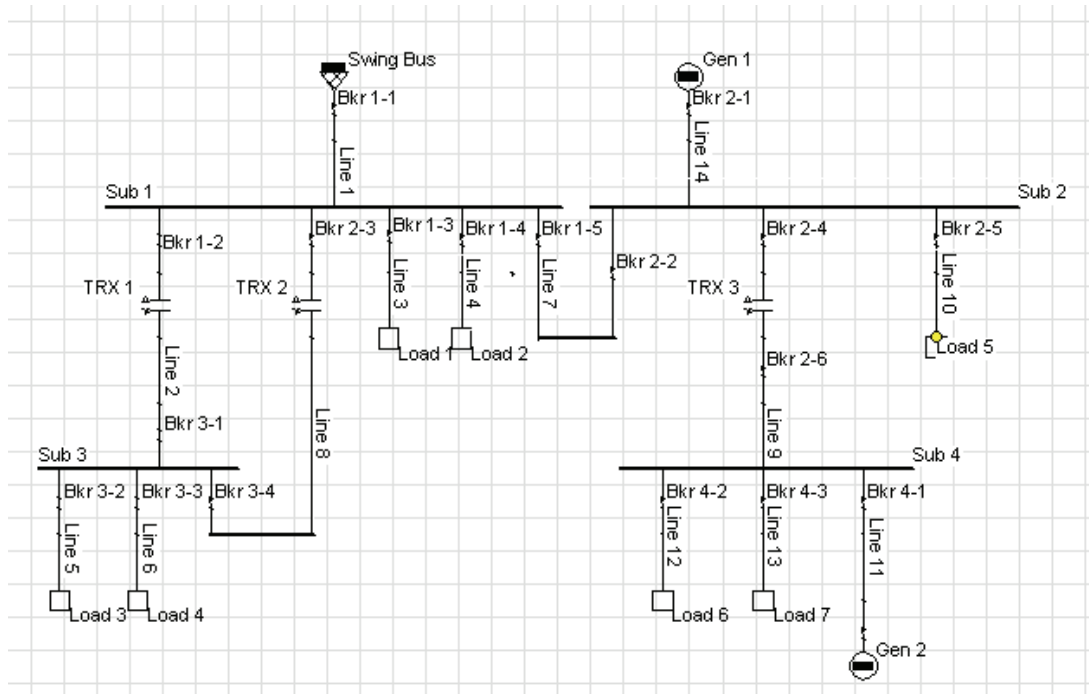 Swing Bus
Gen 1
Bkr 1-1
Bkr 2-1
Line 1
Line 14
Sub 1
Sub 2
Bkr 1-2
Bkr 2-3
Bkr 1-3
Bkr 1-4
Bkr 1-5
Bkr 2-2
Bkr 2-4
Bkr 2-5
TRX 1
TRX 2
Line 3
Line 4
Line 7
TRX 3
Line 10
Load 1
Load 2
Load 5
Line 2
Bkr 2-6
Line 8
Bkr 3-1
Line 9
Sub 3
Sub 4
Bkr 3-2
Bkr 3-3
Bkr 3-4
Bkr 4-2
Bkr 4-3
Bkr 4-1
Line 5
Line 6
Line 12
Line 13
Line 11
Load 3
Load 4
Load 6
Load 7
Gen 2